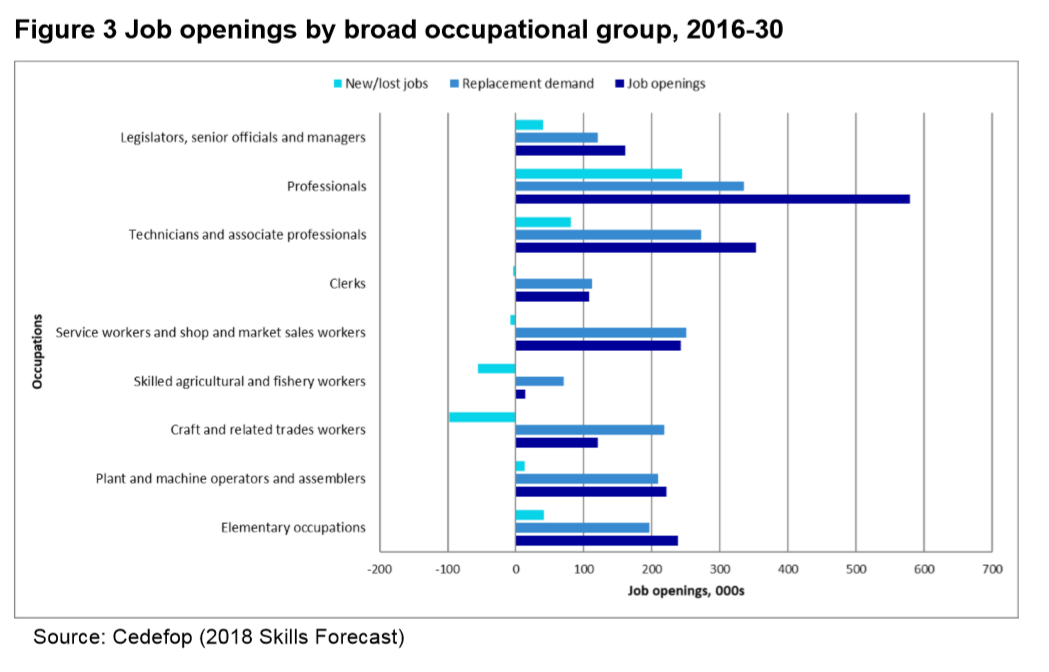 Figure 3 Job openings by broad occupational group, 2016-30
New/lost jobs Replacement demand Job openings
Legislators, senior officials and managers
Professionals
Technicians and associate professionals
Clerks
Service workers and shop and market sales workers
Skilled agricultural and fishery workers
Craft and related trades workers
Plant and machine operators and assemblers
Elementary occupations
Occupations
-200 -100 0 100 200 300 400 500 600 700
Job openings, 000s
Source: Cedefop (2018 Skills Forecast)